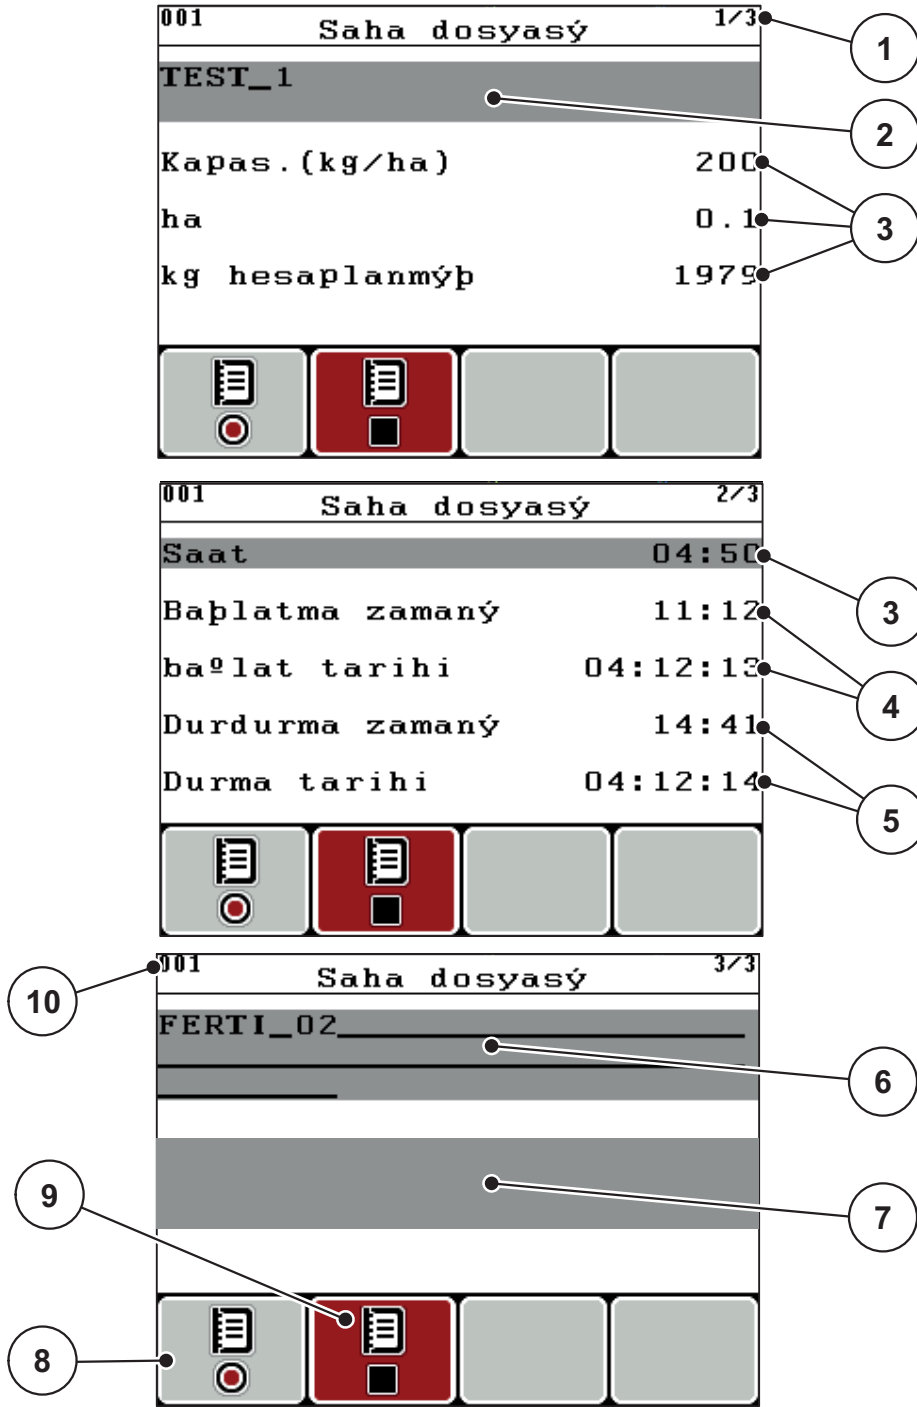 001 Saha dosyasý 1/3
1
TEST_1
2
Kapas.(kg/ha) 200
ha 0.1
3
kg hesaplanmýþ 1979
001 Saha dosyasý 2/3
Saat 04:50
3
Baþlatma zamaný 11:12
baºlat tarihi 04:12:13
4
Durdurma zamaný 14:41
Durma tarihi 04:12:14
5
001 Saha dosyasý 3/3
10
FERTI_02
6
9
7
8